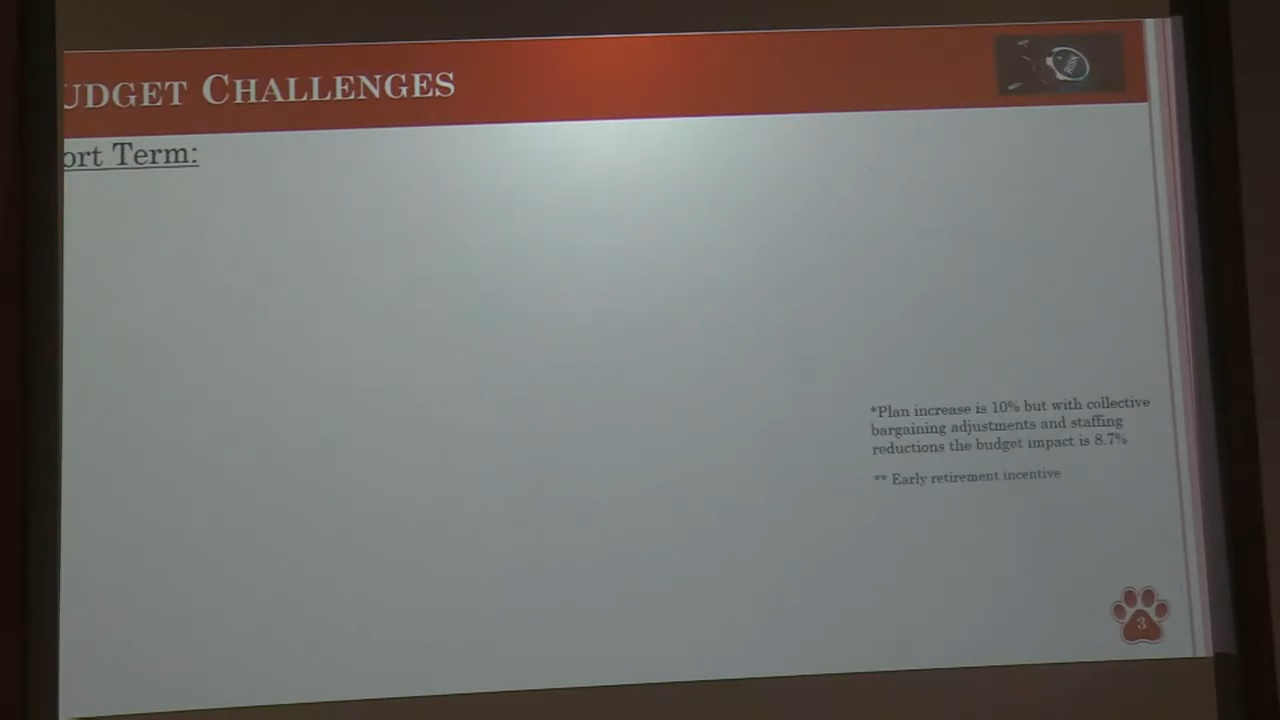 UDGET CHALLENGES
RISK
ort Term:
*Plan increase is 10% but with collective
bargaining adjustments and staffing
reductions the budget impact is 8.7%
** Early retirement incentive
3